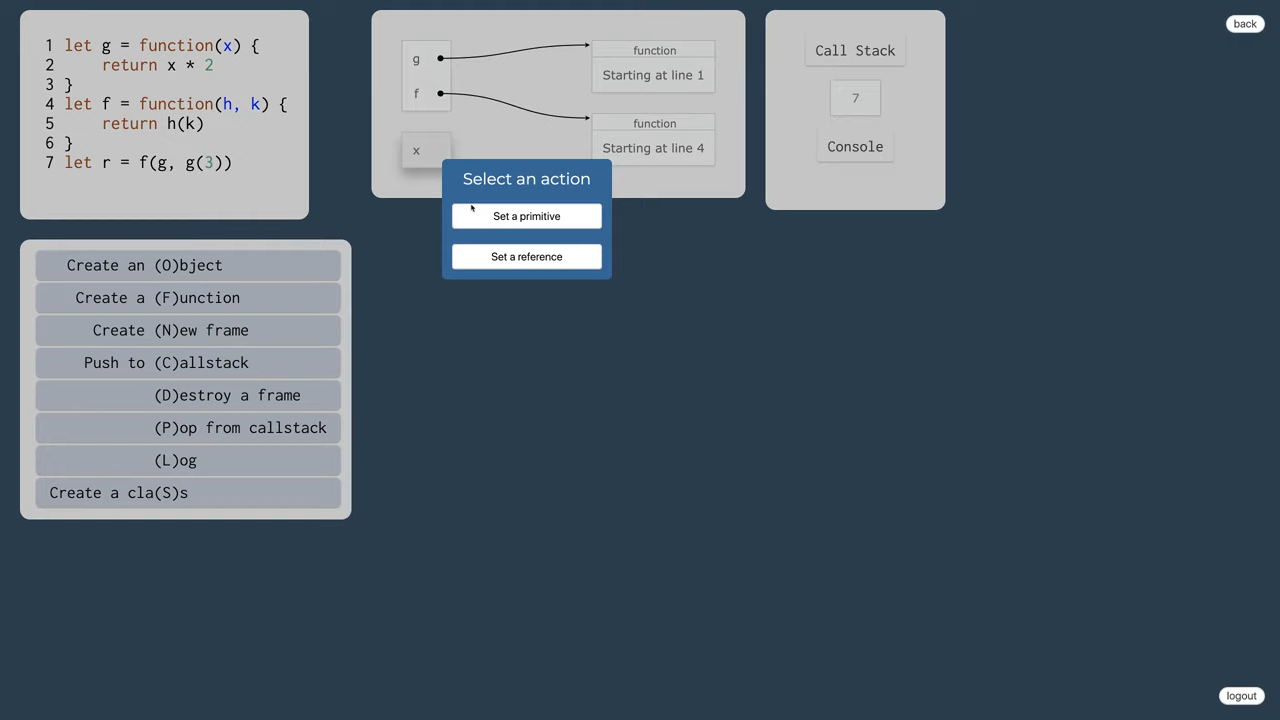 1 let g = function(x) {
2     return x * 2
3 }
4 let f = function(h, k) {
5     return h(k)
6 }
7 let r = f(g, g(3))
g
f
x
function
Starting at line 1
function
Starting at line 4
Select an action
Set a primitive
Set a reference
Call Stack
7
Console
back
Create an (O)bject
Create a (F)unction
Create (N)ew frame
Push to (C)allstack
(D)estroy a frame
(P)op from callstack
(L)og
Create a cla(S)s
logout